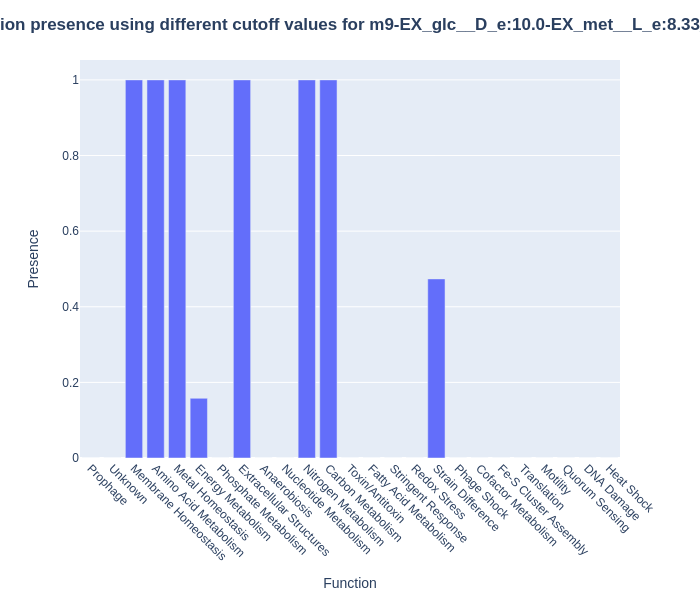 ion presence using different cutoff values for m9-EX_glc__D_e:10.0-EX_met__L_e:8.33
1
0.8
0.6
0.4
0.2
0
Presence
Prophage
Unknown
Membrane Homeostasis
Amino Acid Metabolism
Metal Homeostasis
Energy Metabolism
Phosphate Metabolism
Extracellular Structures
Anaerobiosis
Nucleotide Metabolism
Nitrogen Metabolism
Carbon Metabolism
Toxin/Antitoxin
Fatty Acid Metabolism
Stringent Response
Redox Stress
Strain Difference
Phage Shock
Cofactor Metabolism
Fe-S Cluster Assembly
Translation
Motility
Quorum Sensing
DNA Damage
Heat Shock
Function